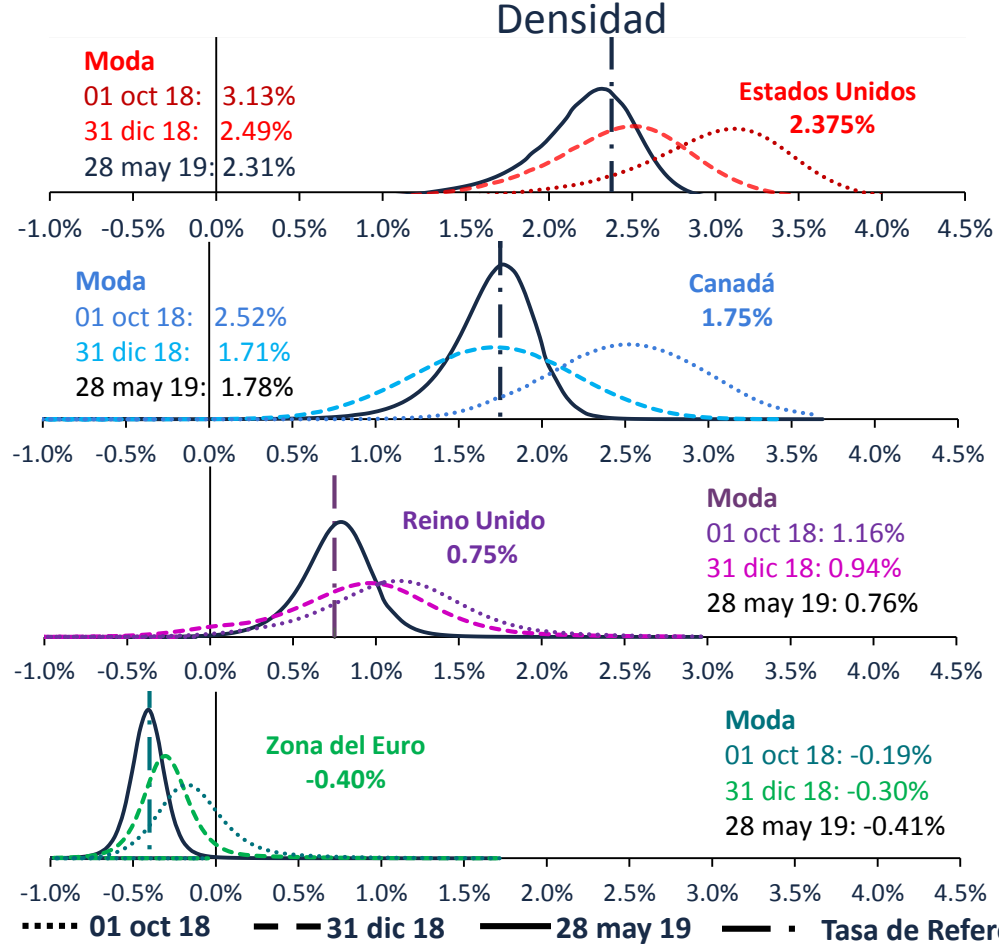 Densidad
Moda
01 oct 18: 3.13%
31 dic 18: 2.49%
28 may 19: 2.31%
Estados Unidos
2.375%
-1.0% -0.5% 0.0% 0.5% 1.0% 1.5% 2.0% 2.5% 3.0% 3.5% 4.0% 4.5%
Moda
01 oct 18: 2.52%
31 dic 18: 1.71%
28 may 19: 1.78%
Canadá
1.75%
-1.0% -0.5% 0.0% 0.5% 1.0% 1.5% 2.0% 2.5% 3.0% 3.5% 4.0% 4.5%
Reino Unido
0.75%
Moda
01 oct 18: 1.16%
31 dic 18: 0.94%
28 may 19: 0.76%
-1.0% -0.5% 0.0% 0.5% 1.0% 1.5% 2.0% 2.5% 3.0% 3.5% 4.0% 4.5%
Zona del Euro
-0.40%
Moda
01 oct 18: -0.19%
31 dic 18: -0.30%
28 may 19: -0.41%
-1.0% -0.5% 0.0% 0.5% 1.0% 1.5% 2.0% 2.5% 3.0% 3.5% 4.0% 4.5%
01 oct 18 31 dic 18 28 may 19 Tasa de Refer